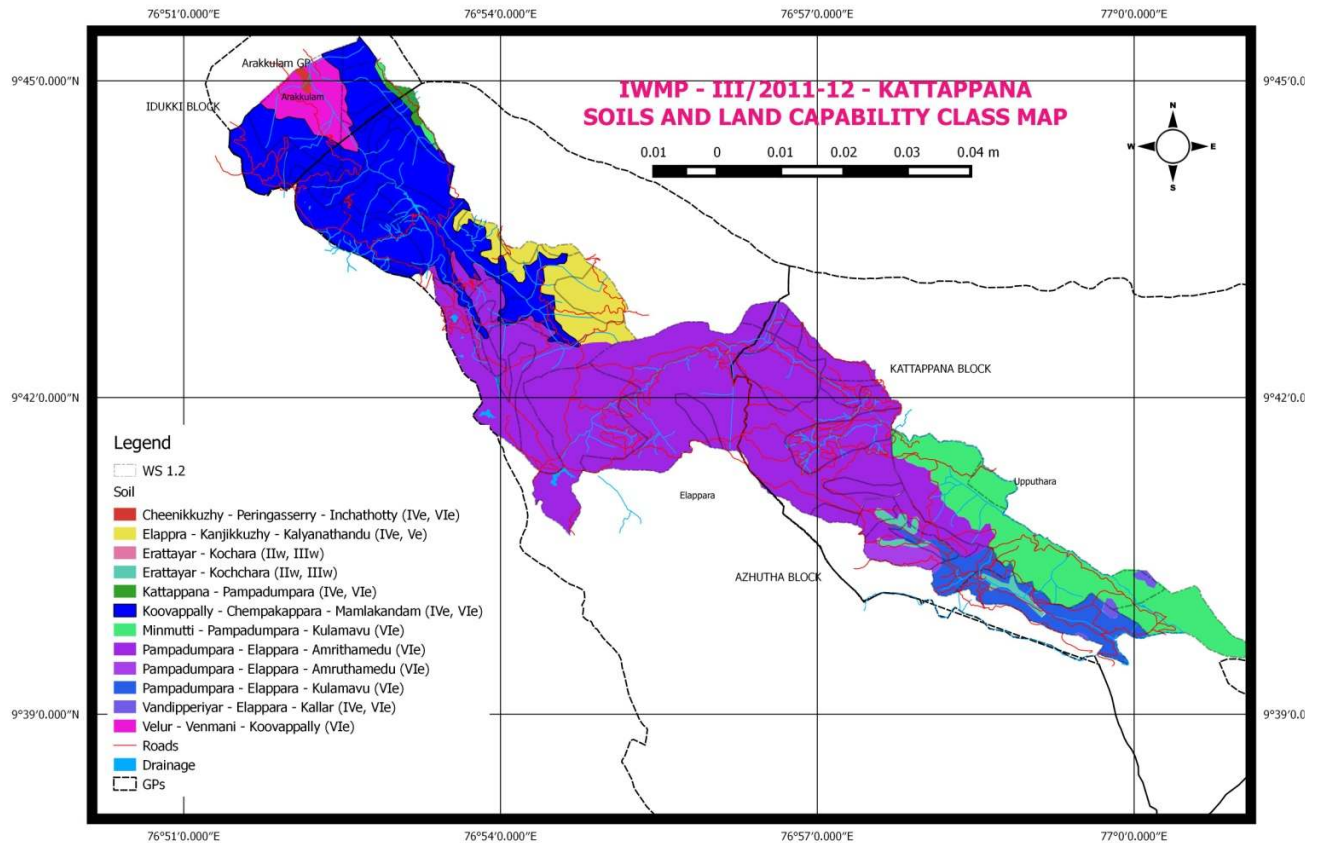 76°51'0.000"E 76°54'0.000"E 76°57'0.000"E 77°0'0.000"E
9°45'0.000"N
9°45'0.0
Arakkulam GP
Arakkulam
IDUKKI BLOCK
IWMP - III/2011-12 - KATTAPPANA
SOILS AND LAND CAPABILITY CLASS MAP
0.01 0 0.01 0.02 0.03 0.04 m
N
W E
S
KATTAPPANA BLOCK
9°42'0.000"N
9°42'0.0
Upputhara
Elappara
AZHUTHA BLOCK
Legend
WS 1.2
Soil
Cheenikkuzhy - Peringasserry - Inchathotty (IVe, VIe)
Elappra - Kanjikkuzhy - Kalyanathandu (IVe, Ve)
Erattayar - Kochara (IIw, IIIw)
Erattayar - Kochchara (IIw, IIIw)
Kattappana - Pampadumpara (IVe, VIe)
Koovappally - Chempakappara - Mamlakandam (IVe, VIe)
Minmutti - Pampadumpara - Kulamavu (VIe)
Pampadumpara - Elappara - Amrithamedu (VIe)
Pampadumpara - Elappara - Amruthamedu (VIe)
Pampadumpara - Elappara - Kulamavu (VIe)
Vandipperiyar - Elappara - Kallar (IVe, VIe)
Velur - Venmani - Koovappally (VIe)
Roads
Drainage
GPs
9°39'0.000"N
9°39'0.0
76°51'0.000"E 76°54'0.000"E 76°57'0.000"E 77°0'0.000"E